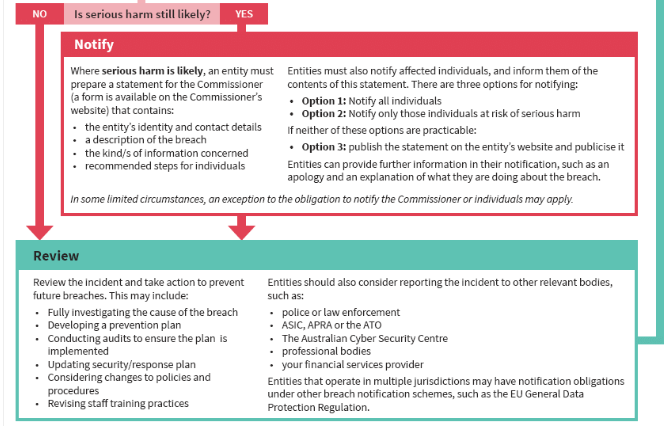 NO Is serious harm still likely? YES
Notify
Where serious harm is likely, an entity must
prepare a statement for the Commissioner
(a form is available on the Commissioner's
website) that contains:
• the entity's identity and contact details
• a description of the breach
• the kind/s of information concerned
• recommended steps for individuals
Entities must also notify affected individuals, and inform them of the
contents of this statement. There are three options for notifying:
• Option 1: Notify all individuals
• Option 2: Notify only those individuals at risk of serious harm
If neither of these options are practicable:
• Option 3: publish the statement on the entity's website and publicise it
Entities can provide further information in their notification, such as an
apology and an explanation of what they are doing about the breach.
In some limited circumstances, an exception to the obligation to notify the Commissioner or individuals may apply.
Review
Review the incident and take action to prevent
future breaches. This may include:
• Fully investigating the cause of the breach
• Developing a prevention plan
• Conducting audits to ensure the plan is
implemented
• Updating security/response plan
• Considering changes to policies and
procedures
• Revising staff training practices
Entities should also consider reporting the incident to other relevant bodies,
such as:
• police or law enforcement
• ASIC, APRA or the ATO
• The Australian Cyber Security Centre
• professional bodies
• your financial services provider
Entities that operate in multiple jurisdictions may have notification obligations
under other breach notification schemes, such as the EU General Data
Protection Regulation.